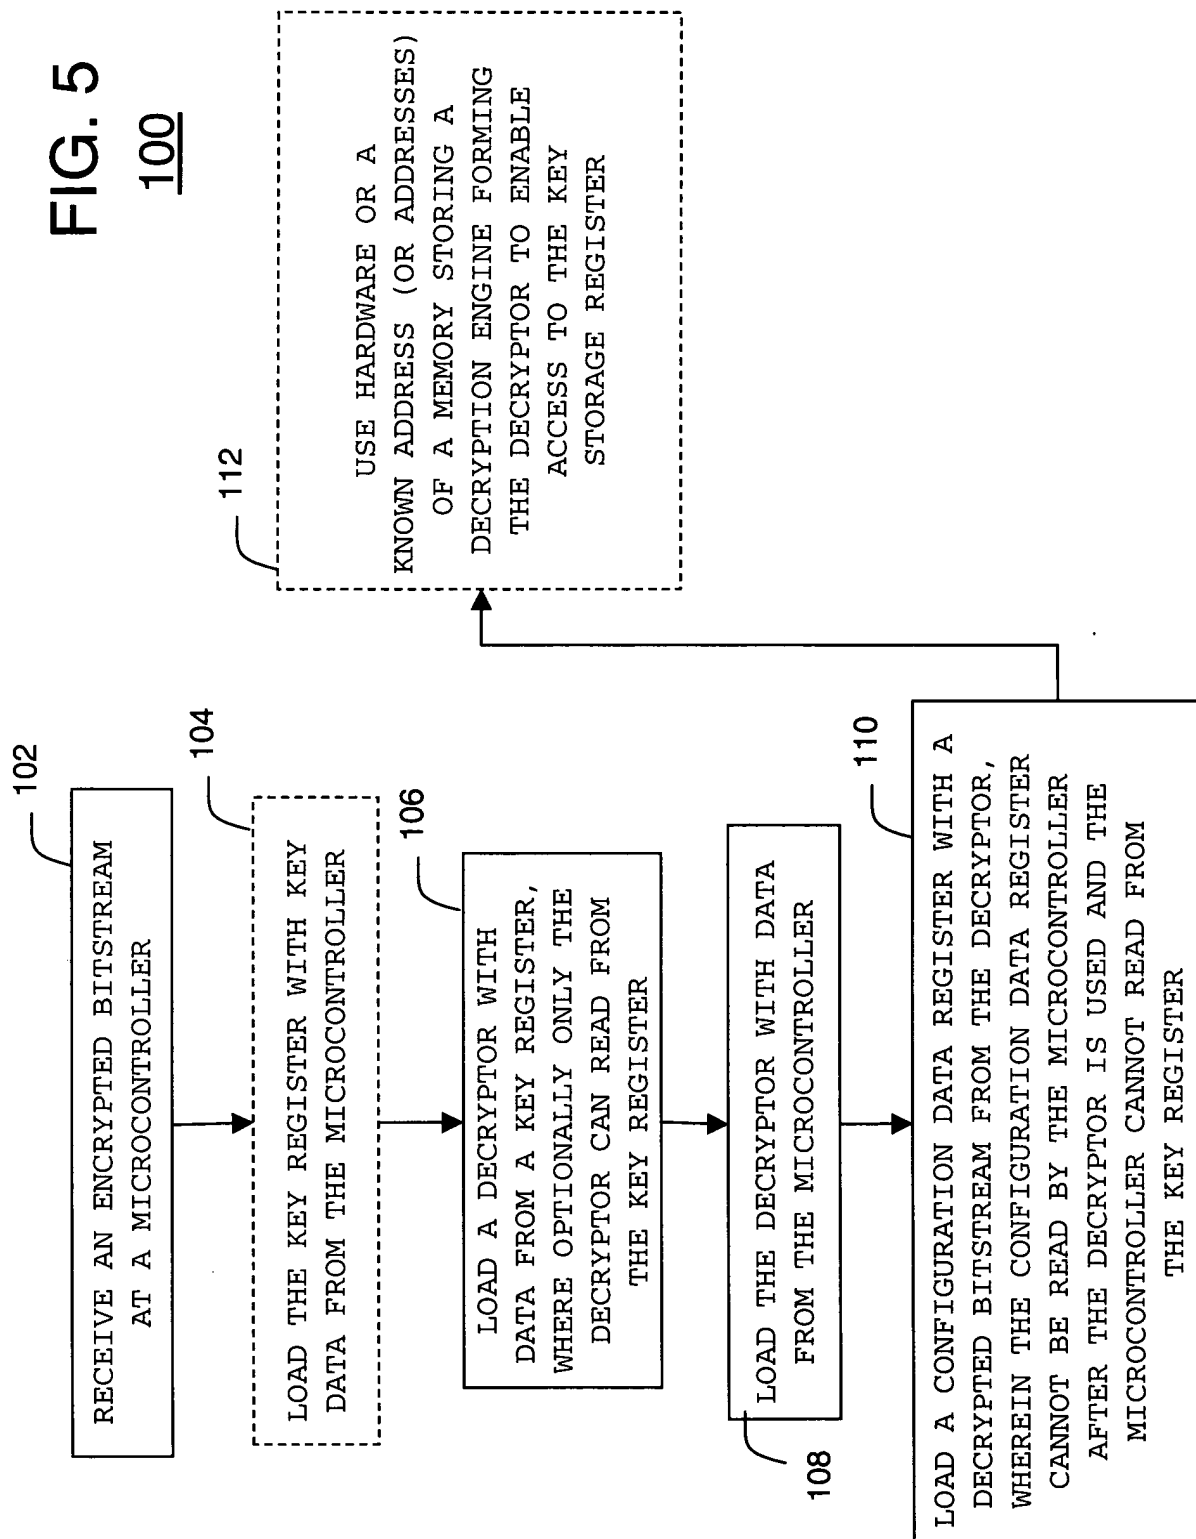 FIG. 5
100
102
RECEIVE AN ENCRYPTED BITSTREAM
AT A MICROCONTROLLER
104
LOAD THE KEY REGISTER WITH KEY
DATA FROM THE MICROCONTROLLER
106
LOAD A DECRYPTOR WITH
DATA FROM A KEY REGISTER,
WHERE OPTIONALLY ONLY THE
DECRYPTOR CAN READ FROM
THE KEY REGISTER
108
LOAD THE DECRYPTOR WITH DATA
FROM THE MICROCONTROLLER
110
LOAD A CONFIGURATION DATA REGISTER WITH A
DECRYPTED BITSTREAM FROM THE DECRYPTOR,
WHEREIN THE CONFIGURATION DATA REGISTER
CANNOT BE READ BY THE MICROCONTROLLER
AFTER THE DECRYPTOR IS USED AND THE
MICROCONTROLLER CANNOT READ FROM
THE KEY REGISTER
112
USE HARDWARE OR A
KNOWN ADDRESS (OR ADDRESSES)
OF A MEMORY STORING A
DECRYPTION ENGINE FORMING
THE DECRYPTOR TO ENABLE
ACCESS TO THE KEY
STORAGE REGISTER